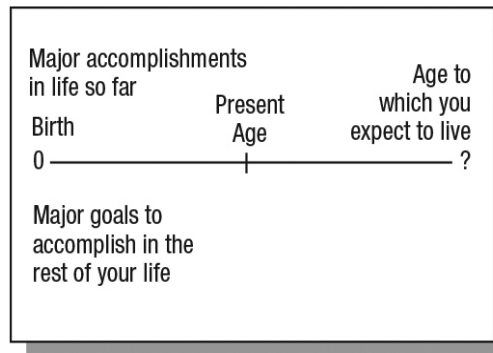 Major accomplishments
in life so far
Birth
0
Present
Age
Age to
which you
expect to live
?
Major goals to
accomplish in the
rest of your life